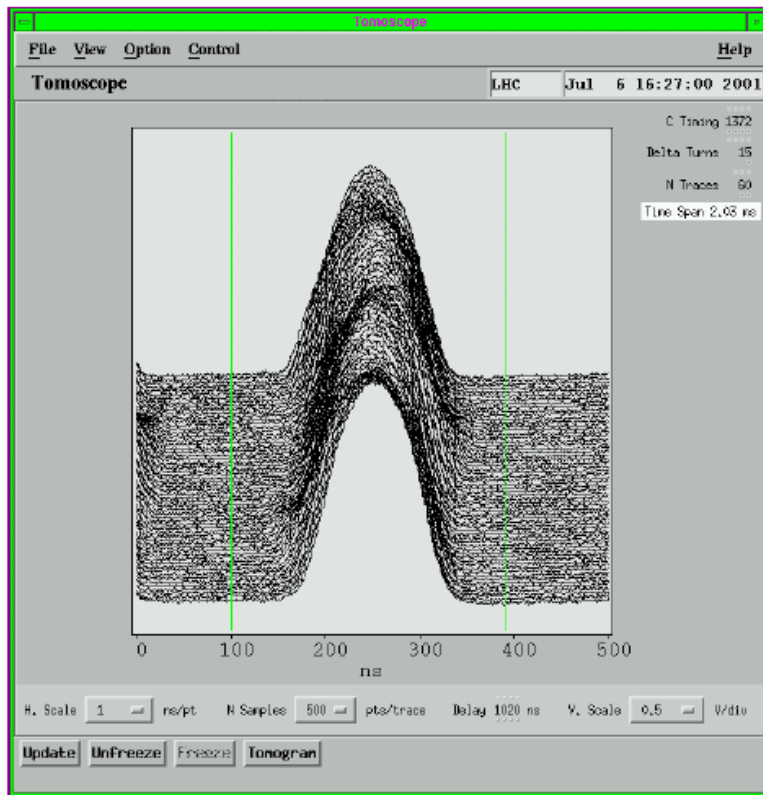 Tomoscope
File View Option Control Help
Tomoscope LHC Jul 6 16:27:00 2001
C Timing 1372
Delta Turns 15
N Traces 60
Time Span 2.03 ms
0 100 200 300 400 500
ns
H. Scale 1 ns/pt N Samples 500 pts/trace Delay 1020 ns V. Scale 0.5 V/div
Update Unfreeze Freeze Tomogram